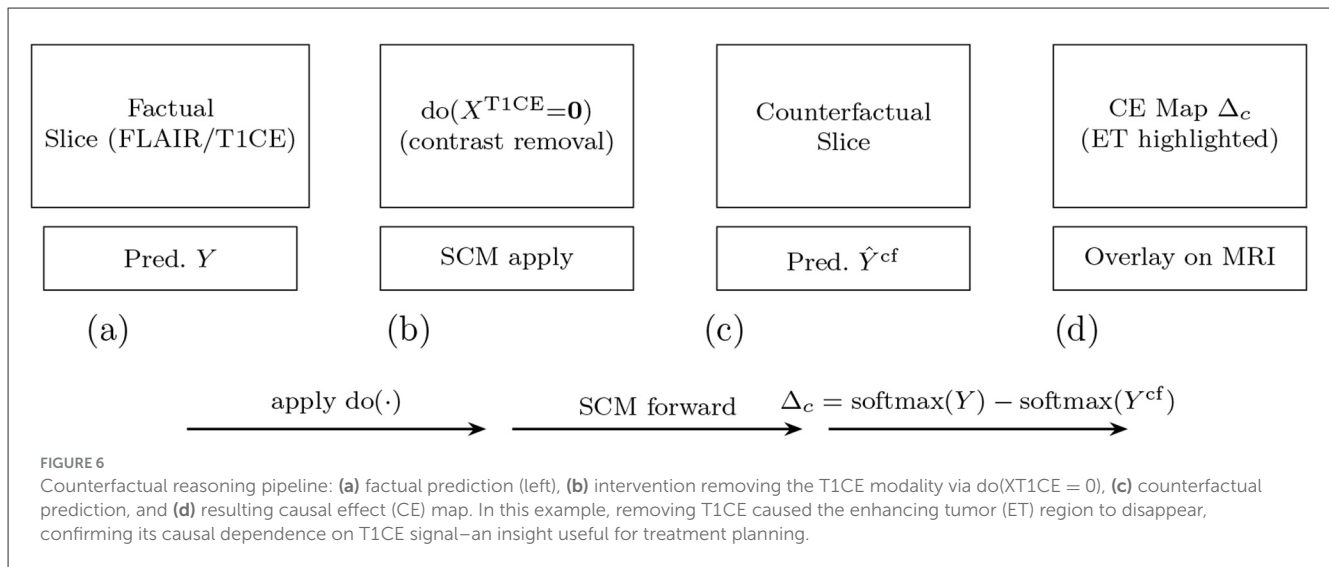 Factual
Slice (FLAIR/T1CE)
do(X^T1CE=0)
(contrast removal)
Counterfactual
Slice
CE Map Δc
(ET highlighted)
Pred. Y
SCM apply
Pred. Ŷ^cf
Overlay on MRI
(a)
(b)
(c)
(d)
apply do(·)
SCM forward
Δc = softmax(Y) − softmax(Y^cf)
FIGURE 6
Counterfactual reasoning pipeline: (a) factual prediction (left), (b) intervention removing the T1CE modality via do(XT1CE = 0), (c) counterfactual
prediction, and (d) resulting causal effect (CE) map. In this example, removing T1CE caused the enhancing tumor (ET) region to disappear,
confirming its causal dependence on T1CE signal–an insight useful for treatment planning.